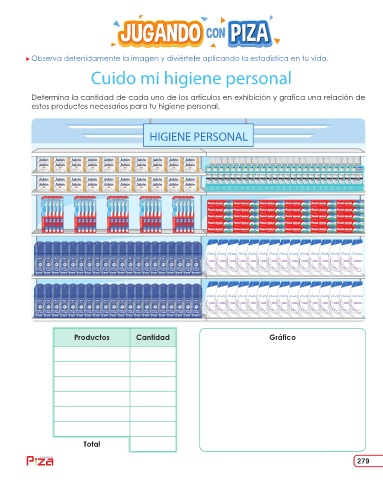 JUGANDO CON PIZA
Observa detenidamente la imagen y diviértete aplicando la estadística en tu vida.
Cuido mi higiene personal
Determina la cantidad de cada uno de los artículos en exhibición y grafica una relación de
estos productos necesarios para tu higiene personal.
HIGIENE PERSONAL
Productos Cantidad
Gráfico
Total
Piza
279